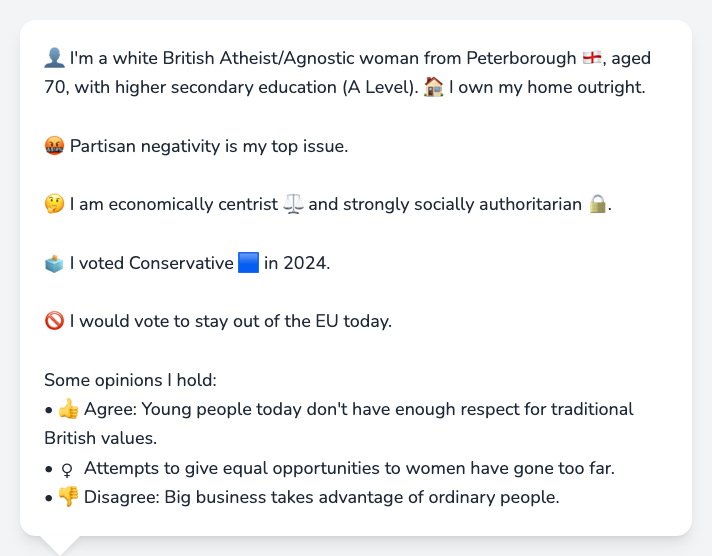 👤 I'm a white British Atheist/Agnostic woman from Peterborough 🏴󠁧󠁢󠁥󠁮󠁧󠁿, aged
70, with higher secondary education (A Level). 🏠 I own my home outright.
🤬 Partisan negativity is my top issue.
🤔 I am economically centrist ⚖️ and strongly socially authoritarian 🔒.
🗳️ I voted Conservative 🟦 in 2024.
🚫 I would vote to stay out of the EU today.
Some opinions I hold:
• 👍 Agree: Young people today don't have enough respect for traditional
British values.
• ♀ Attempts to give equal opportunities to women have gone too far.
• 👎 Disagree: Big business takes advantage of ordinary people.